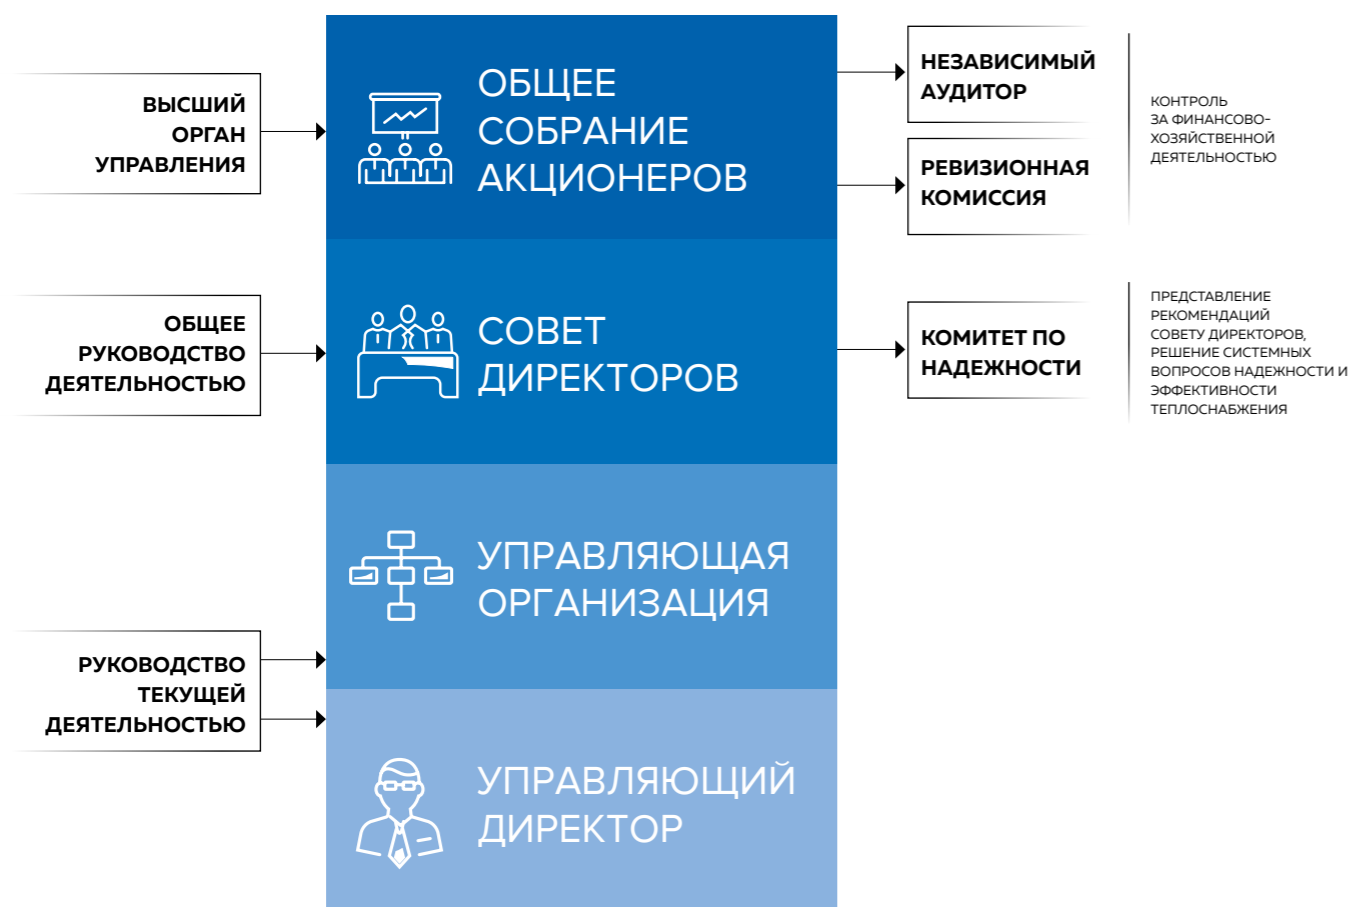 ВЫСШИЙ
ОРГАН
УПРАВЛЕНИЯ
ОБЩЕЕ
СОБРАНИЕ
АКЦИОНЕРОВ
НЕЗАВИСИМЫЙ
АУДИТОР
РЕВИЗИОННАЯ
КОМИССИЯ
КОНТРОЛЬ
ЗА ФИНАНСОВО-
ХОЗЯЙСТВЕННОЙ
ДЕЯТЕЛЬНОСТЬЮ
ОБЩЕЕ
РУКОВОДСТВО
ДЕЯТЕЛЬНОСТЬЮ
СОВЕТ
ДИРЕКТОРОВ
КОМИТЕТ ПО
НАДЕЖНОСТИ
ПРЕДСТАВЛЕНИЕ
РЕКОМЕНДАЦИЙ
СОВЕТУ ДИРЕКТОРОВ,
РЕШЕНИЕ СИСТЕМНЫХ
ВОПРОСОВ НАДЕЖНОСТИ И
ЭФФЕКТИВНОСТИ
ТЕПЛОСНАБЖЕНИЯ
РУКОВОДСТВО
ТЕКУЩЕЙ
ДЕЯТЕЛЬНОСТЬЮ
УПРАВЛЯЮЩАЯ
ОРГАНИЗАЦИЯ
УПРАВЛЯЮЩИЙ
ДИРЕКТОР